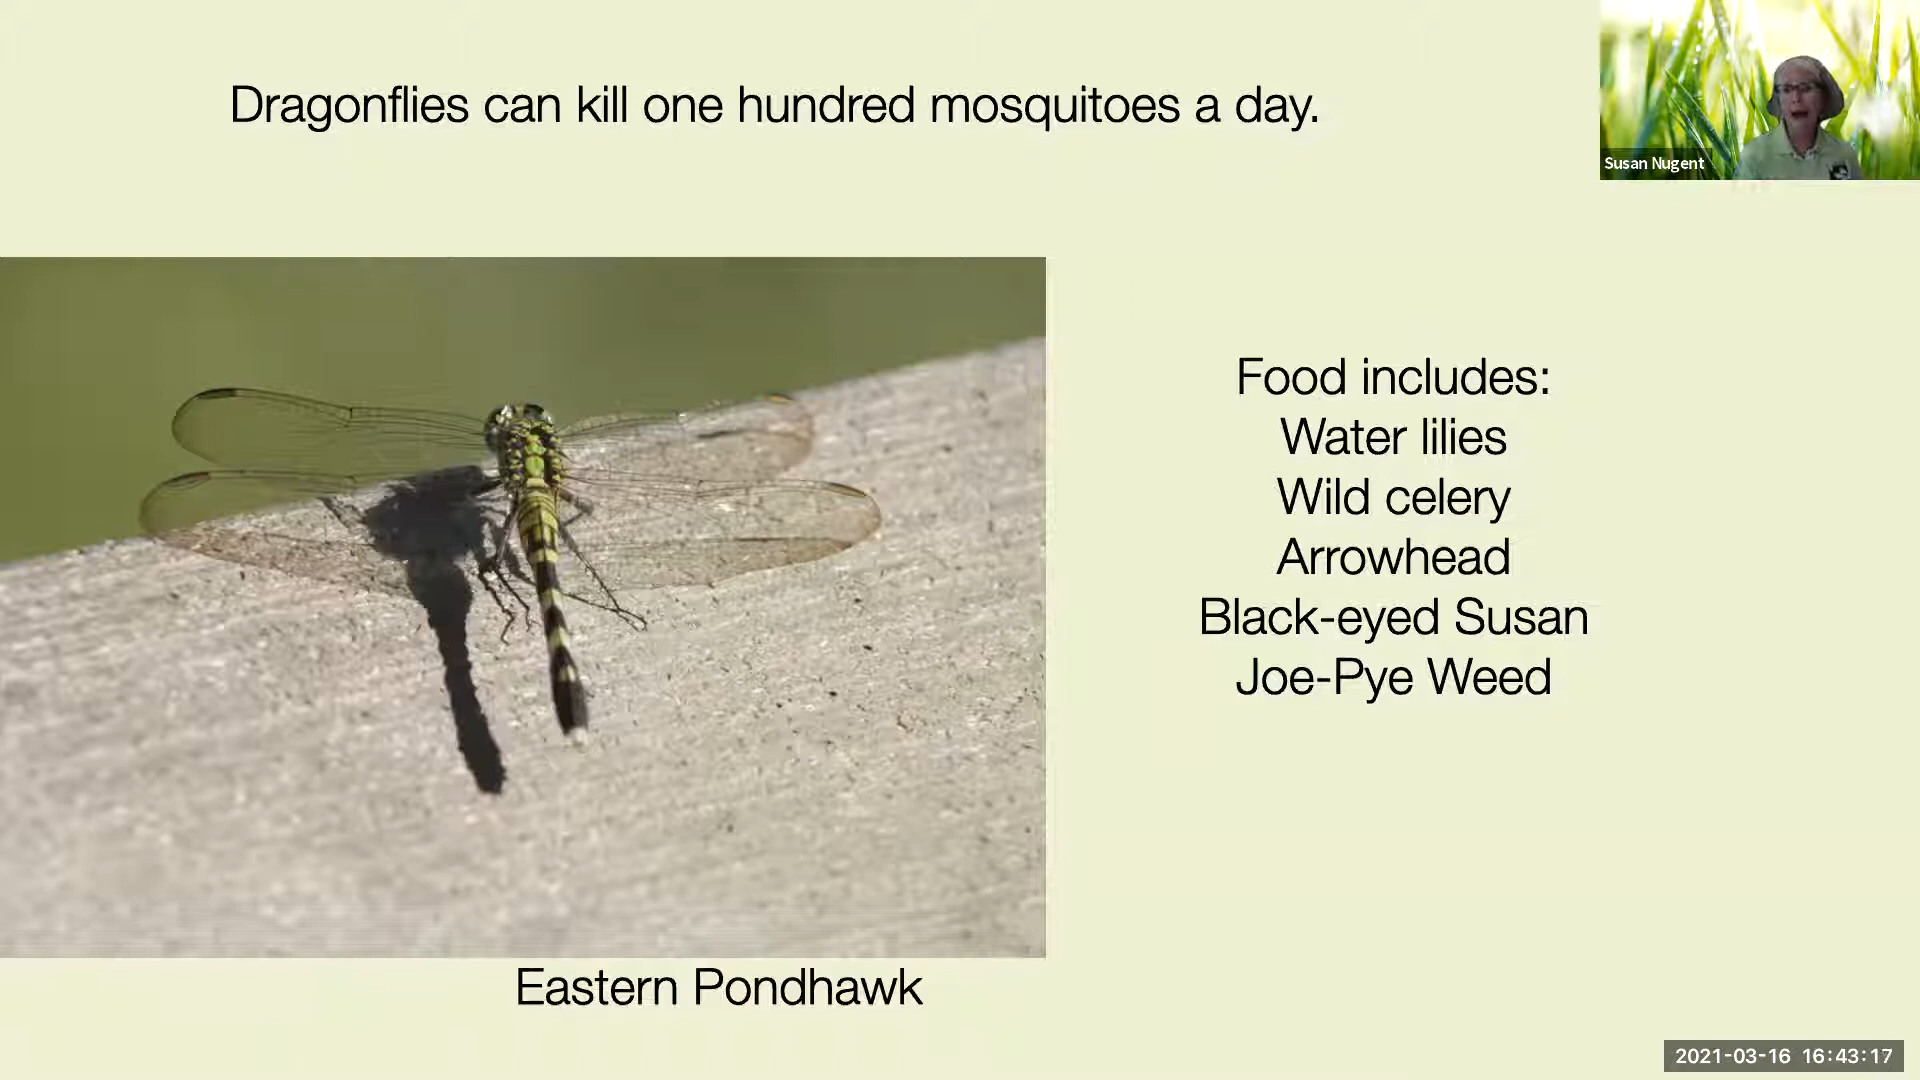 Dragonflies can kill one hundred mosquitoes a day.
Susan Nugent
Food includes:
Water lilies
Wild celery
Arrowhead
Black-eyed Susan
Joe-Pye Weed
Eastern Pondhawk
2021-03-16 16:43:17